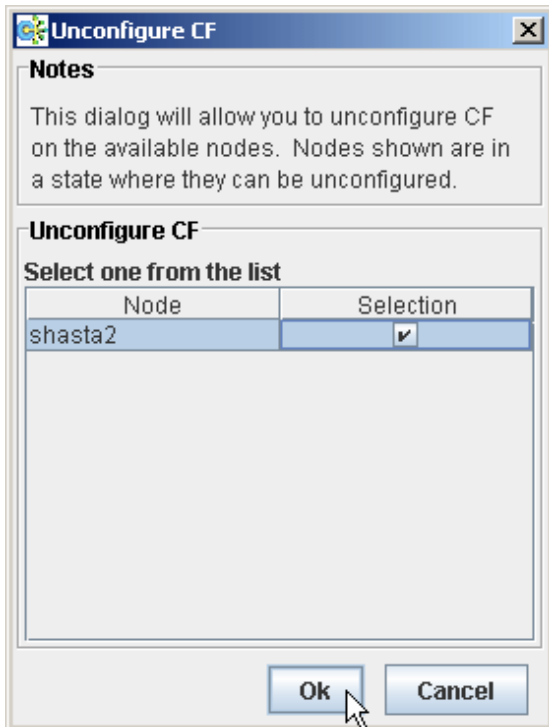 Unconfigure CF
Notes
This dialog will allow you to unconfigure CF
on the available nodes. Nodes shown are in
a state where they can be unconfigured.
Unconfigure CF
Select one from the list
Node Selection
shasta2
Ok Cancel